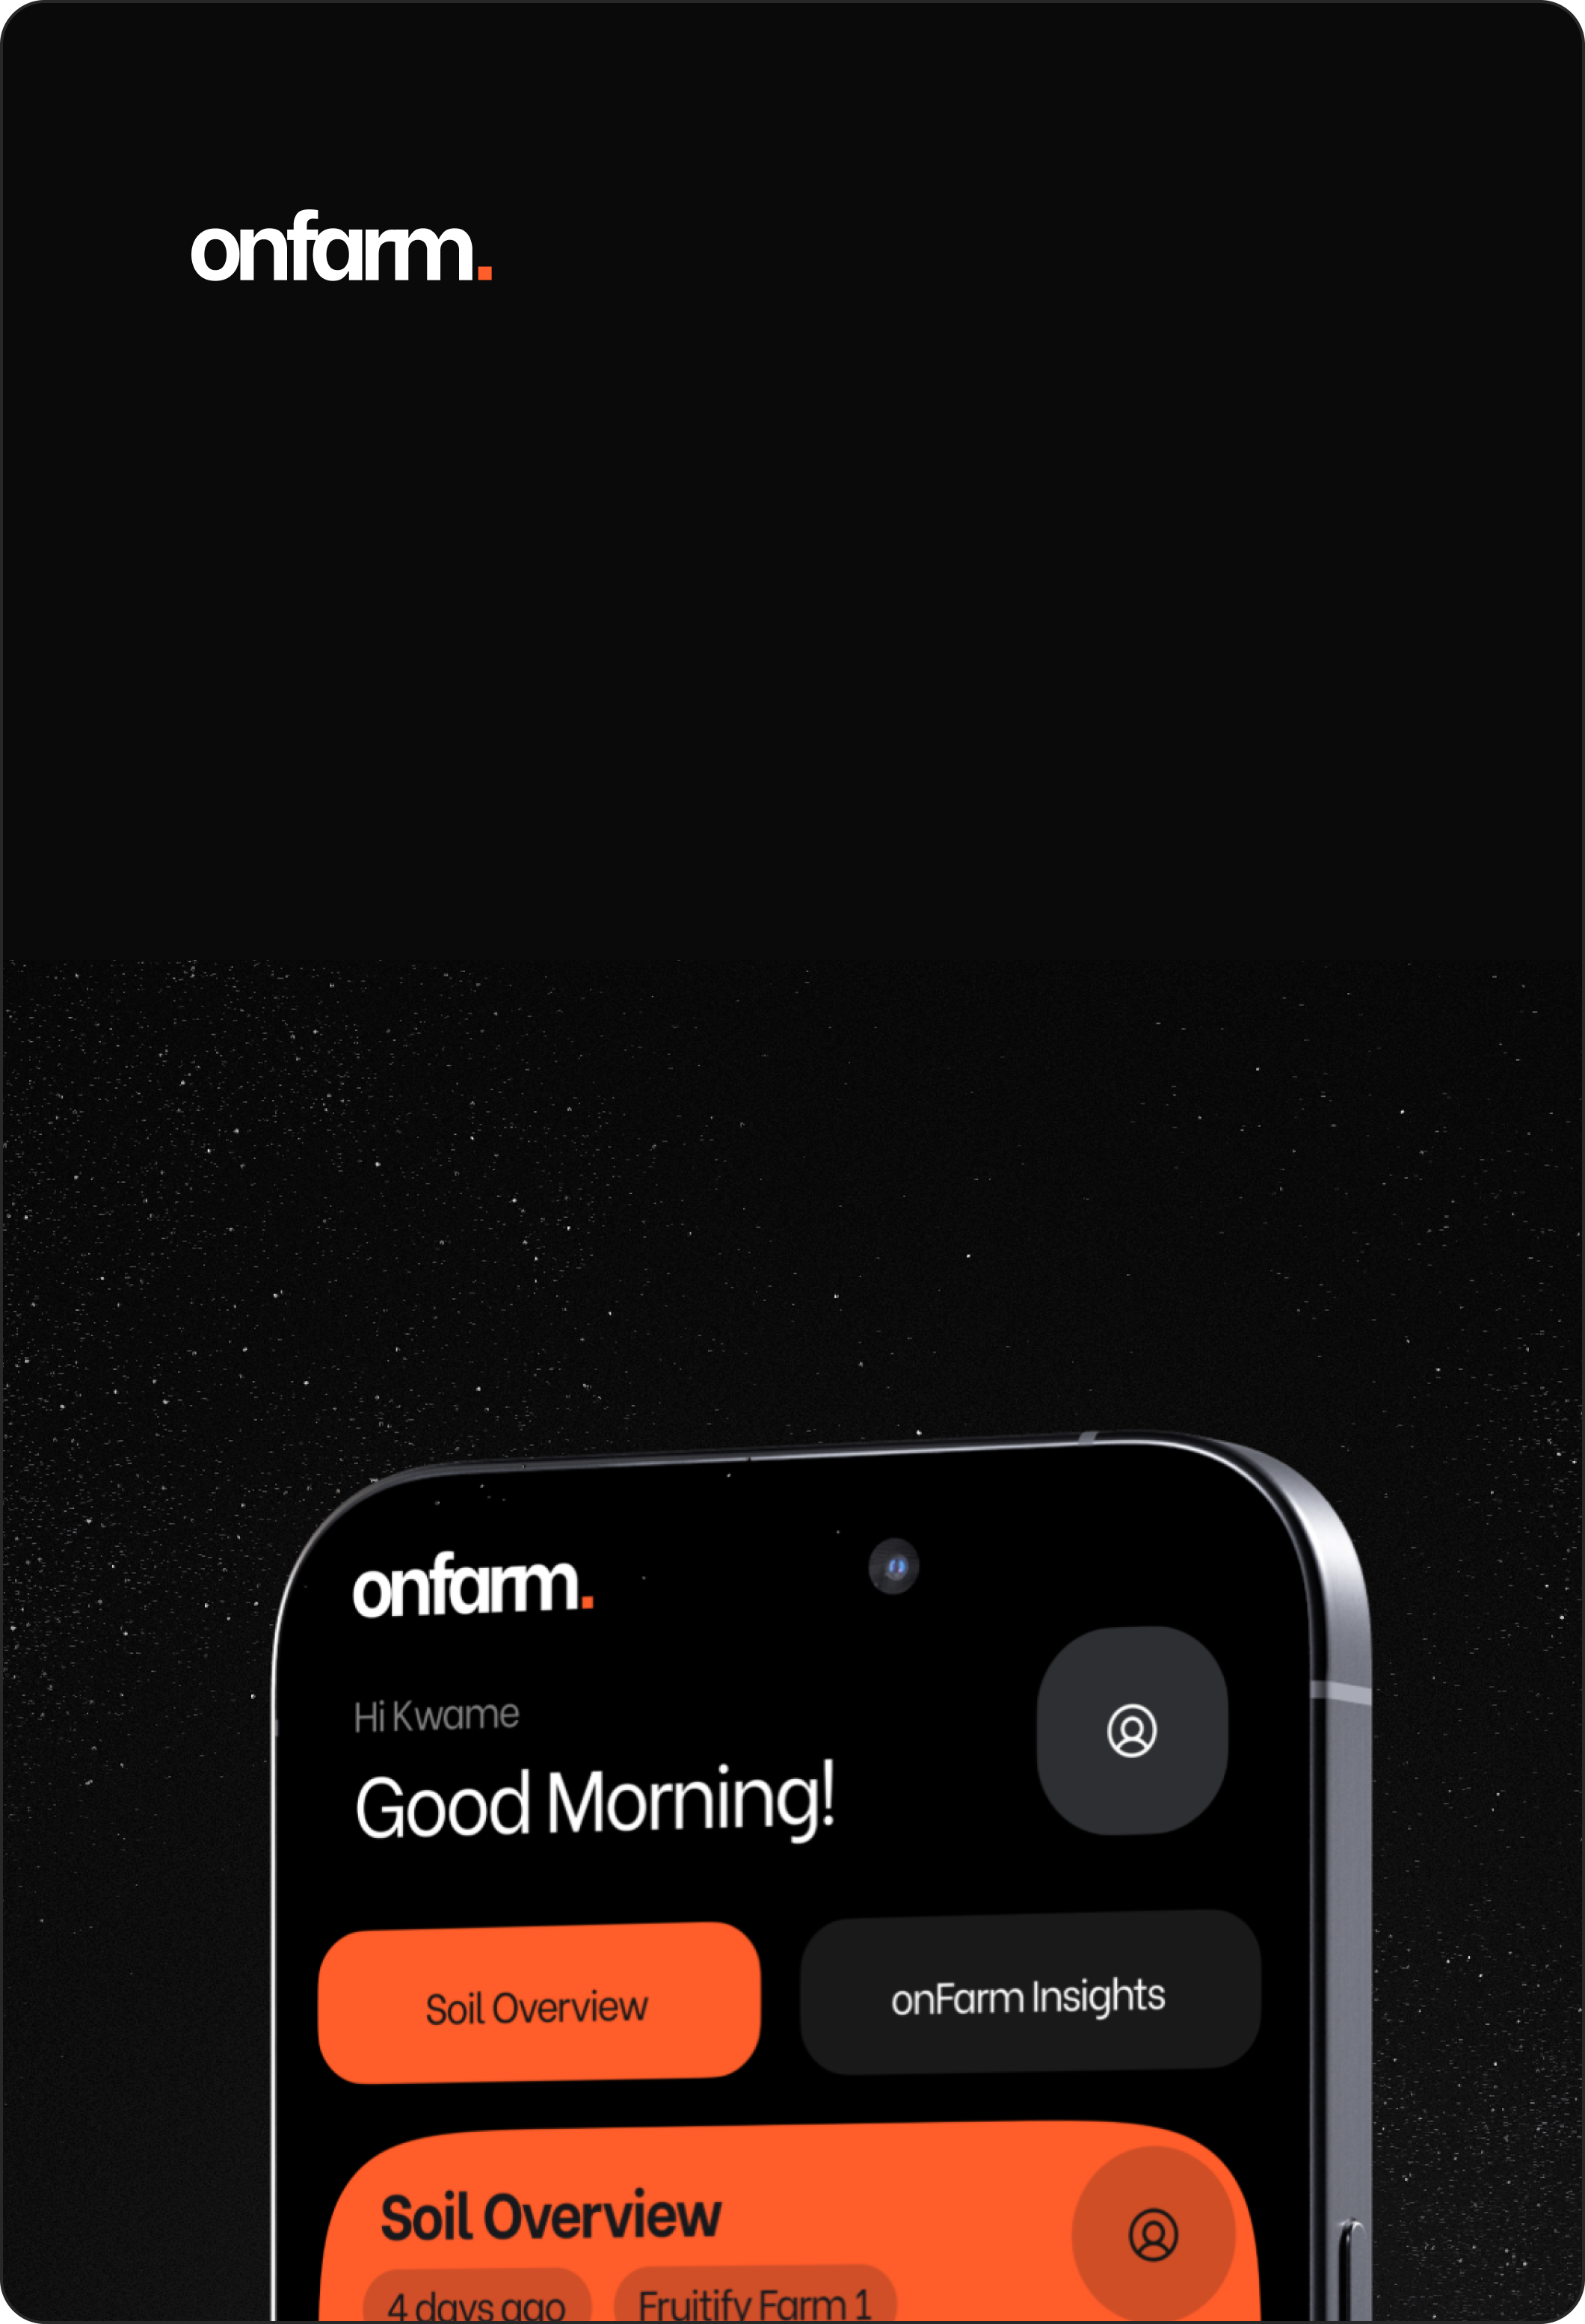 onfarm.
onfarm.
Hi Kwame
Good Morning!
Soil Overview
onFarm Insights
Soil Overview
4 days ago
Fruitify Farm 1